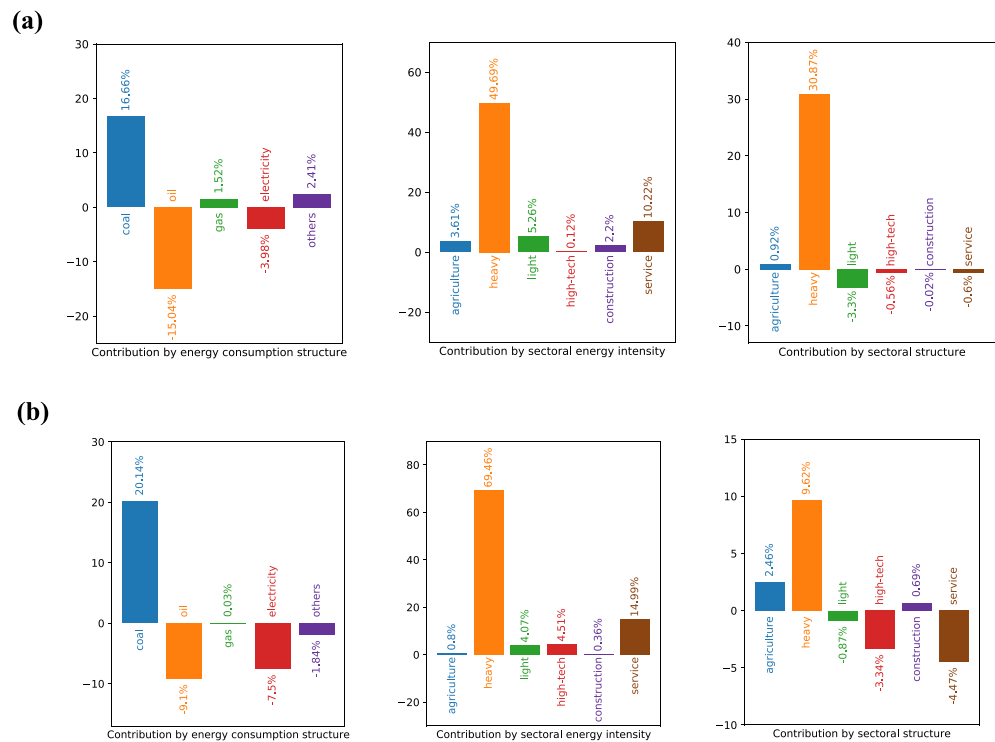 (a)
30
20
10
0
−10
−20
16.66%
coal
oil
-15.04%
1.52%
gas
electricity
-3.98%
2.41%
others
Contribution by energy consumption structure
60
40
20
0
−20
3.61%
agriculture
49.69%
heavy
5.26%
light
0.12%
high-tech
2.2%
construction
10.22%
service
Contribution by sectoral energy intensity
40
30
20
10
0
−10
0.92%
agriculture
30.87%
heavy
light
-3.3%
high-tech
-0.56%
construction
-0.02%
service
-0.6%
Contribution by sectoral structure
(b)
30
20
10
0
−10
20.14%
coal
oil
-9.1%
0.03%
gas
electricity
-7.5%
others
-1.84%
Contribution by energy consumption structure
80
60
40
20
0
−20
0.8%
agriculture
69.46%
heavy
4.07%
light
4.51%
high-tech
0.36%
construction
14.99%
service
Contribution by sectoral energy intensity
15
10
5
0
−5
−10
2.46%
agriculture
9.62%
heavy
light
-0.87%
high-tech
-3.34%
0.69%
construction
service
-4.47%
Contribution by sectoral structure